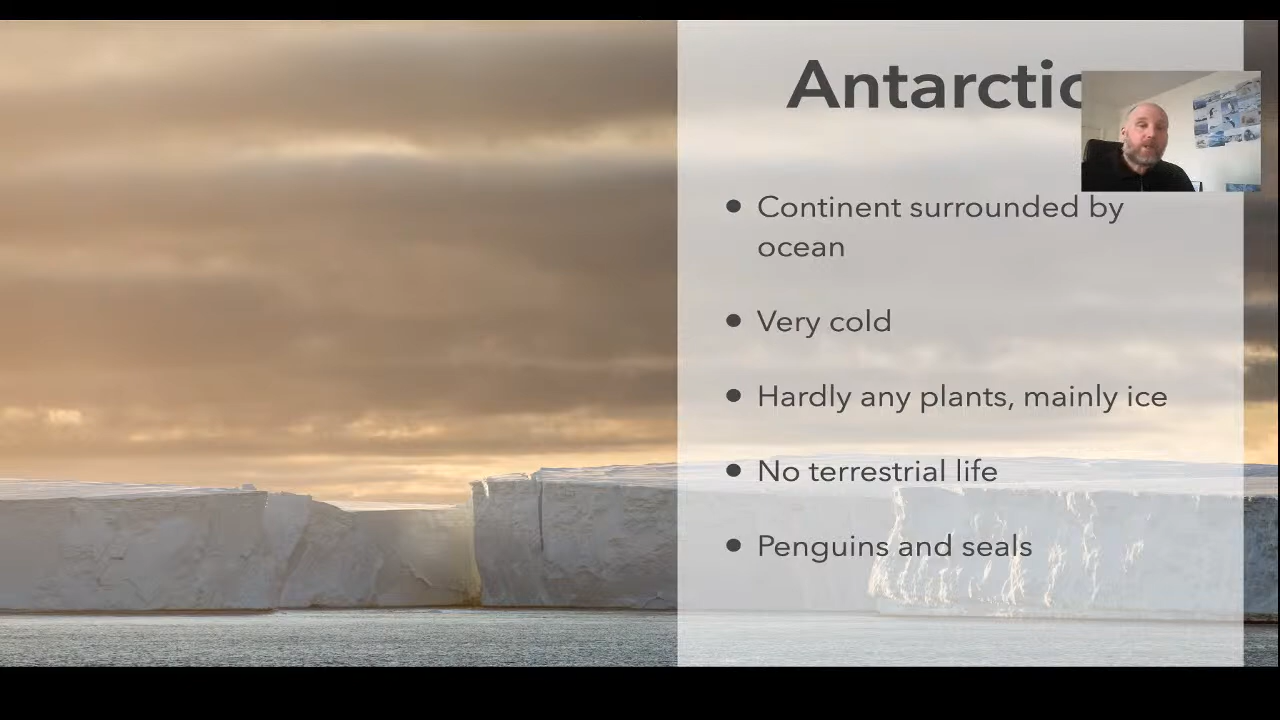 Antarctic
• Continent surrounded by
ocean
• Very cold
• Hardly any plants, mainly ice
• No terrestrial life
• Penguins and seals